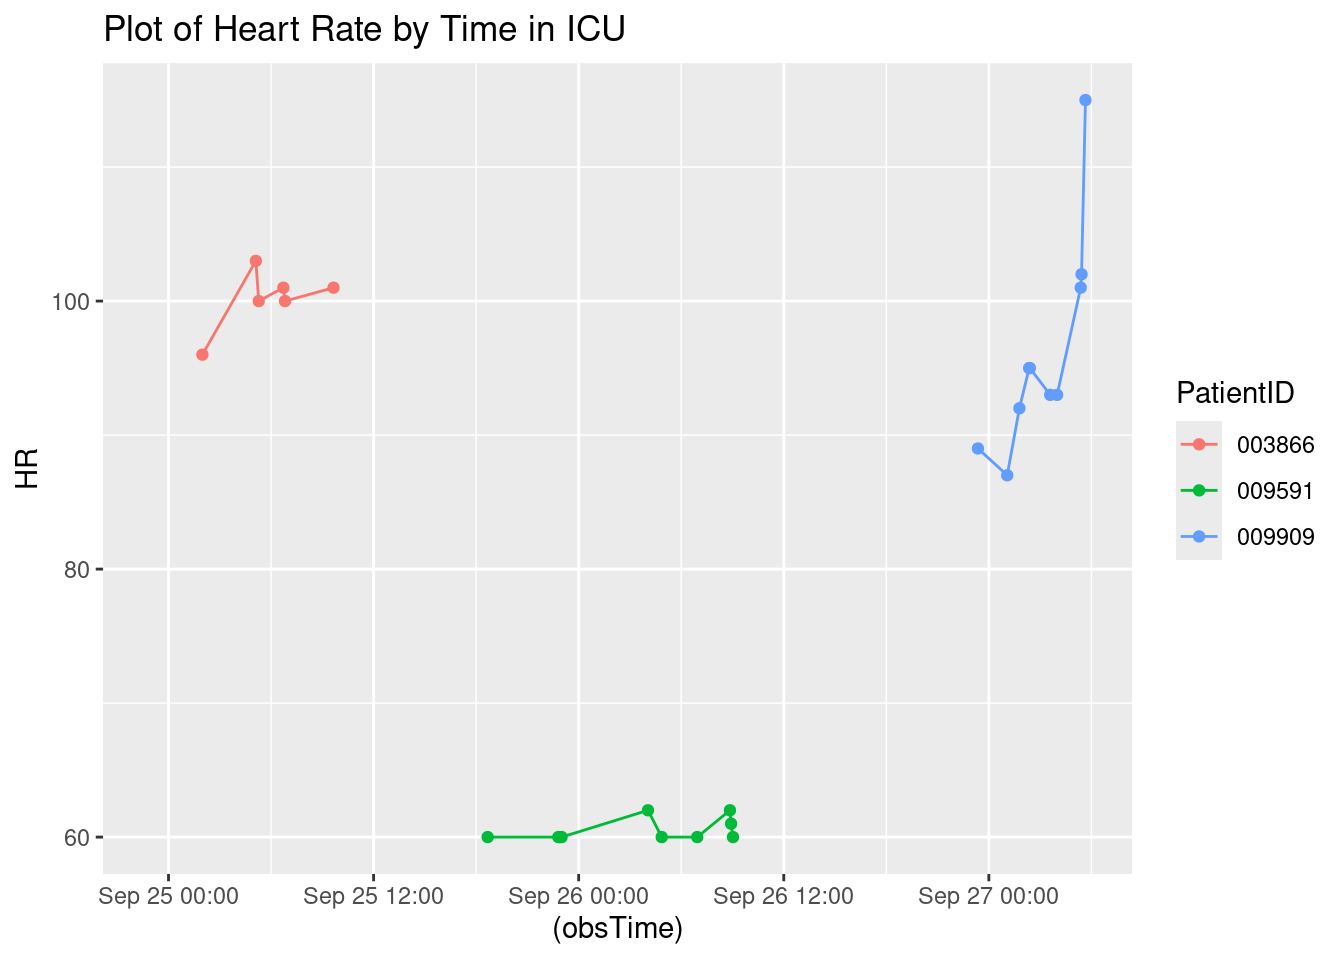 Plot of Heart Rate by Time in ICU
HR
100
80
60
Sep 25 00:00
Sep 25 12:00
Sep 26 00:00
Sep 26 12:00
Sep 27 00:00
(obsTime)
PatientID
003866
009591
009909